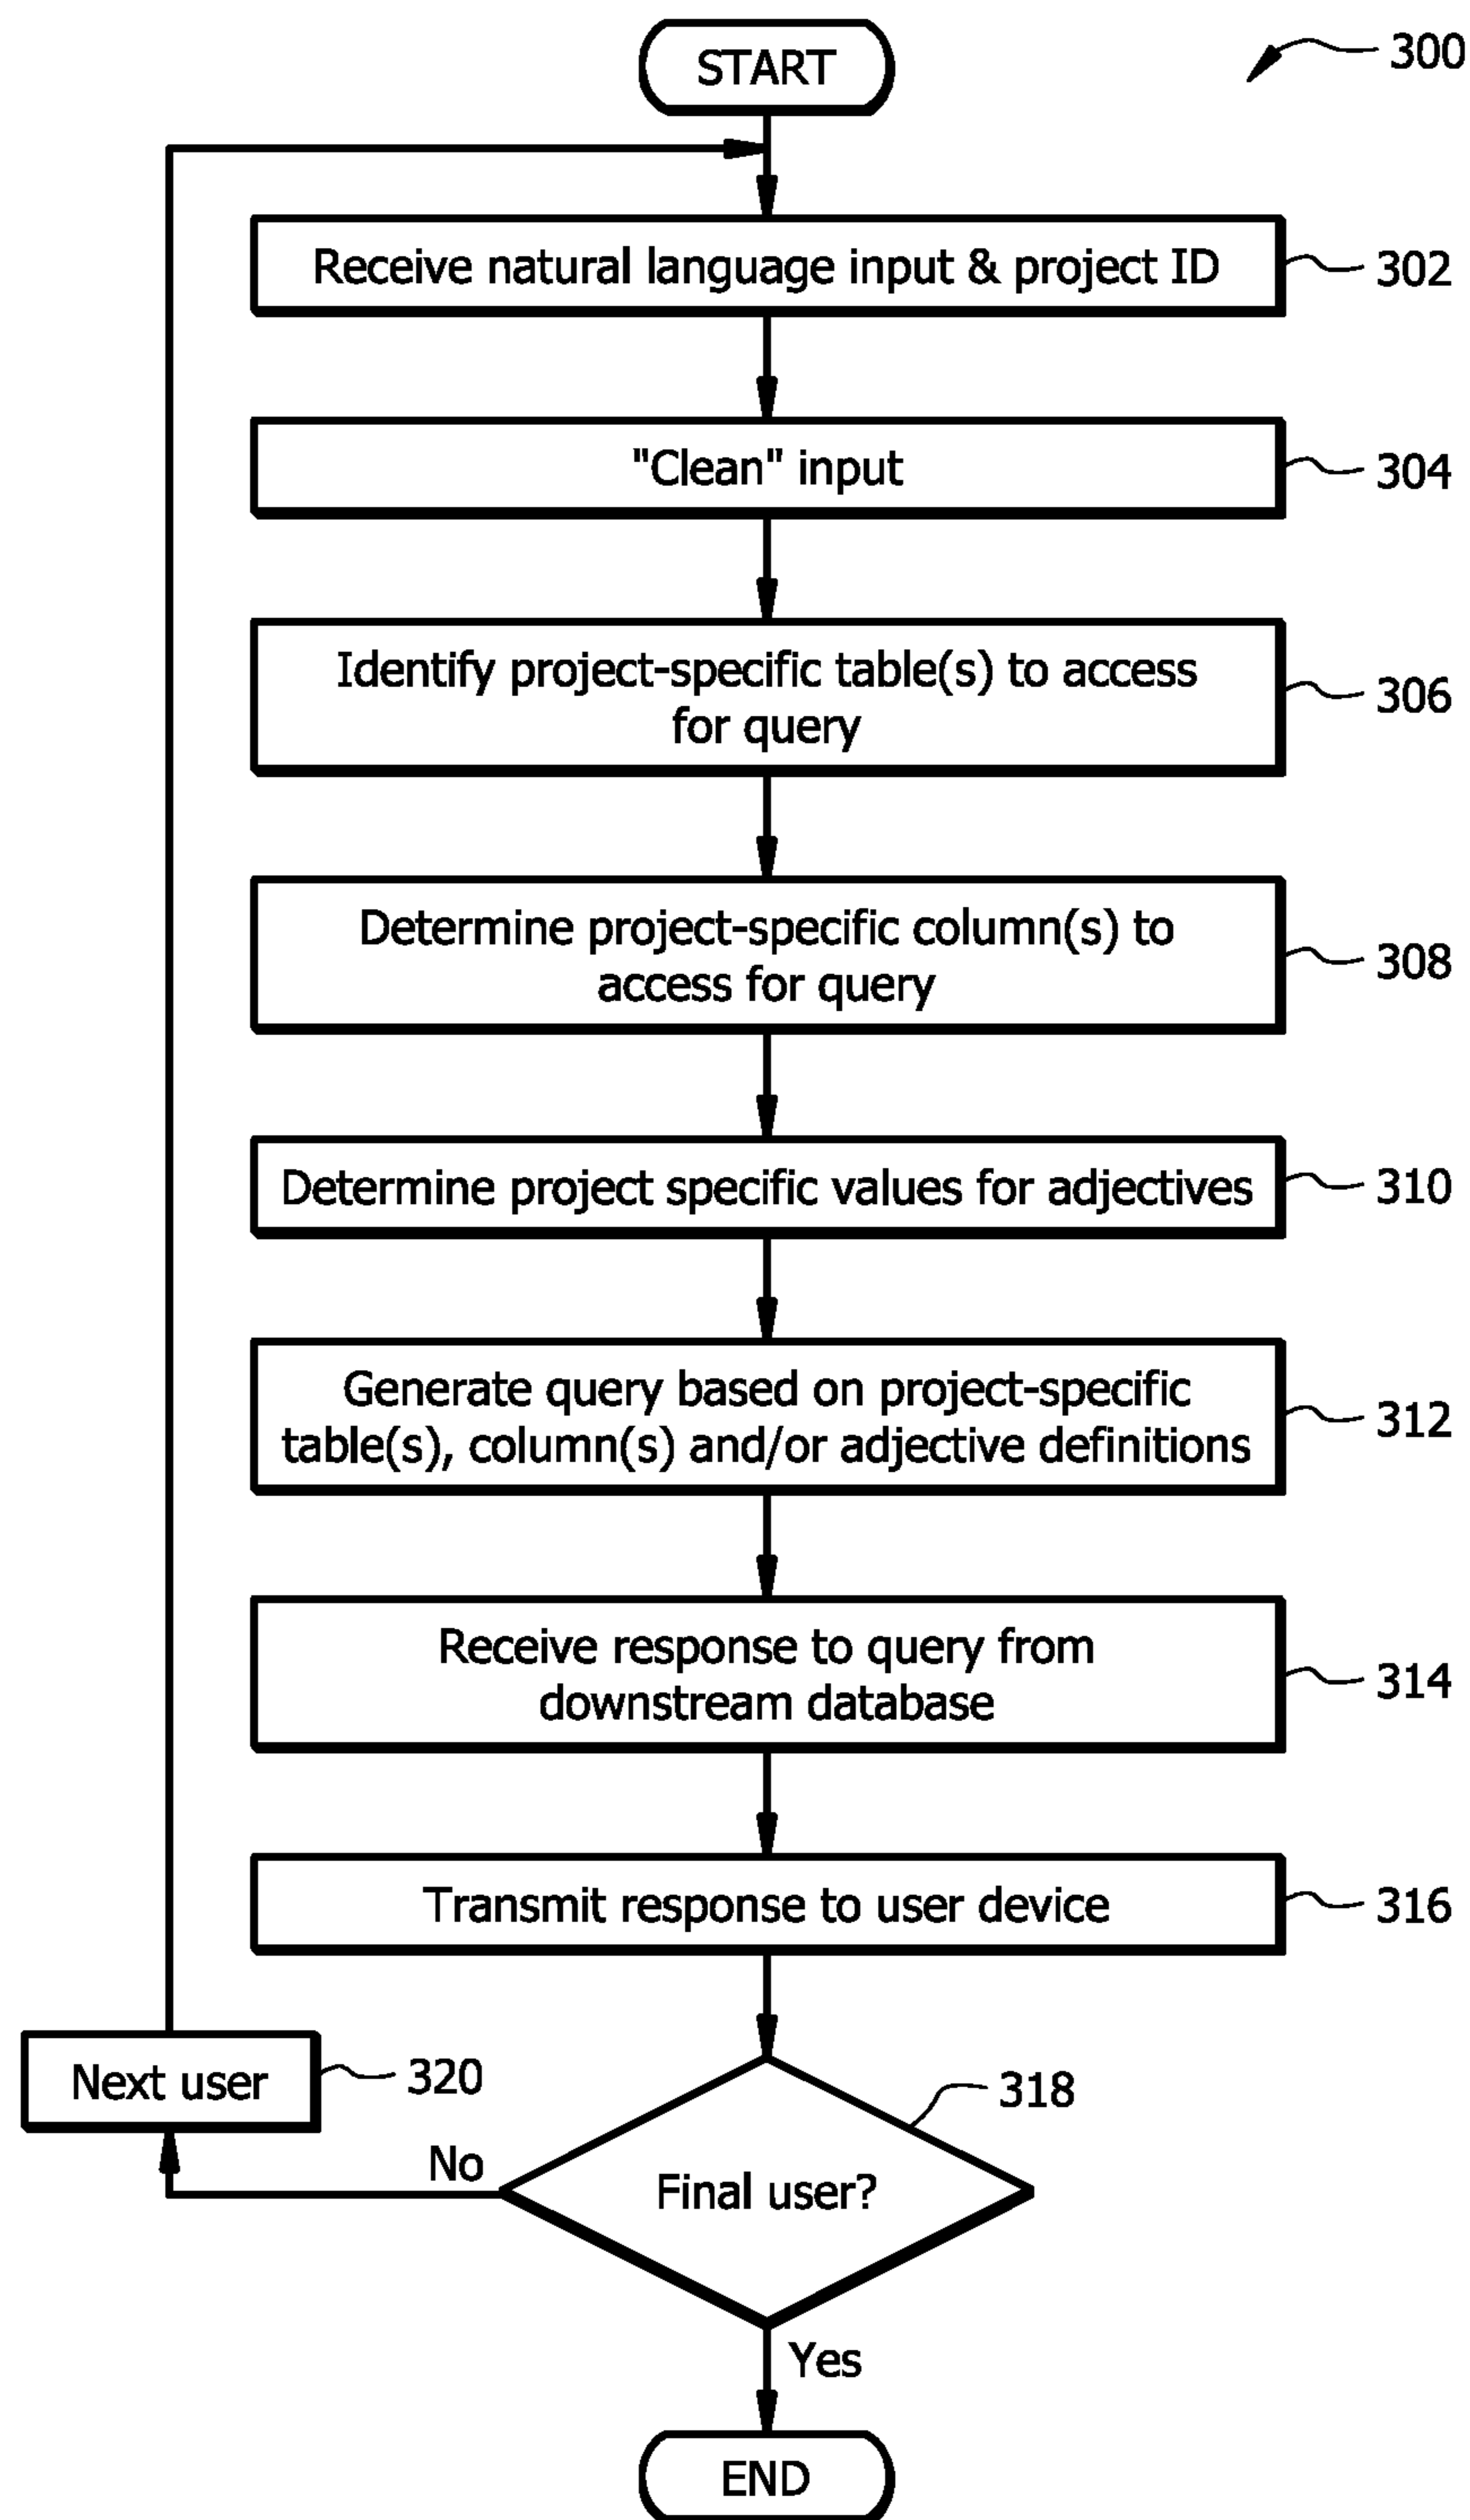 START
300
Receive natural language input & project ID
302
"Clean" input
304
Identify project-specific table(s) to access
for query
306
Determine project-specific column(s) to
access for query
308
Determine project specific values for adjectives
310
Generate query based on project-specific
table(s), column(s) and/or adjective definitions
312
Receive response to query from
downstream database
314
Transmit response to user device
316
Next user
320
318
No
Final user?
Yes
END